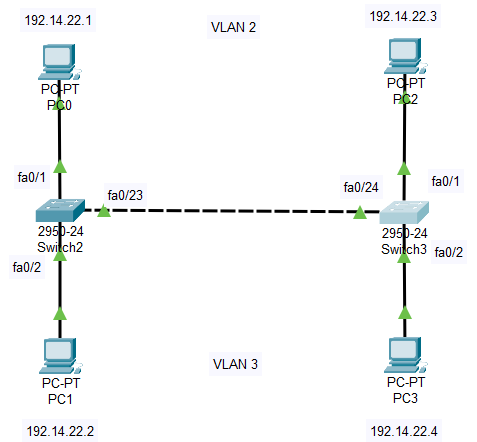 192.14.22.1
VLAN 2
192.14.22.3
PC-PT
PC0
PC-PT
PC2
fa0/1
fa0/23
fa0/24
fa0/1
2950-24
Switch2
2950-24
Switch3
fa0/2
fa0/2
VLAN 3
PC-PT
PC1
PC-PT
PC3
192.14.22.2
192.14.22.4